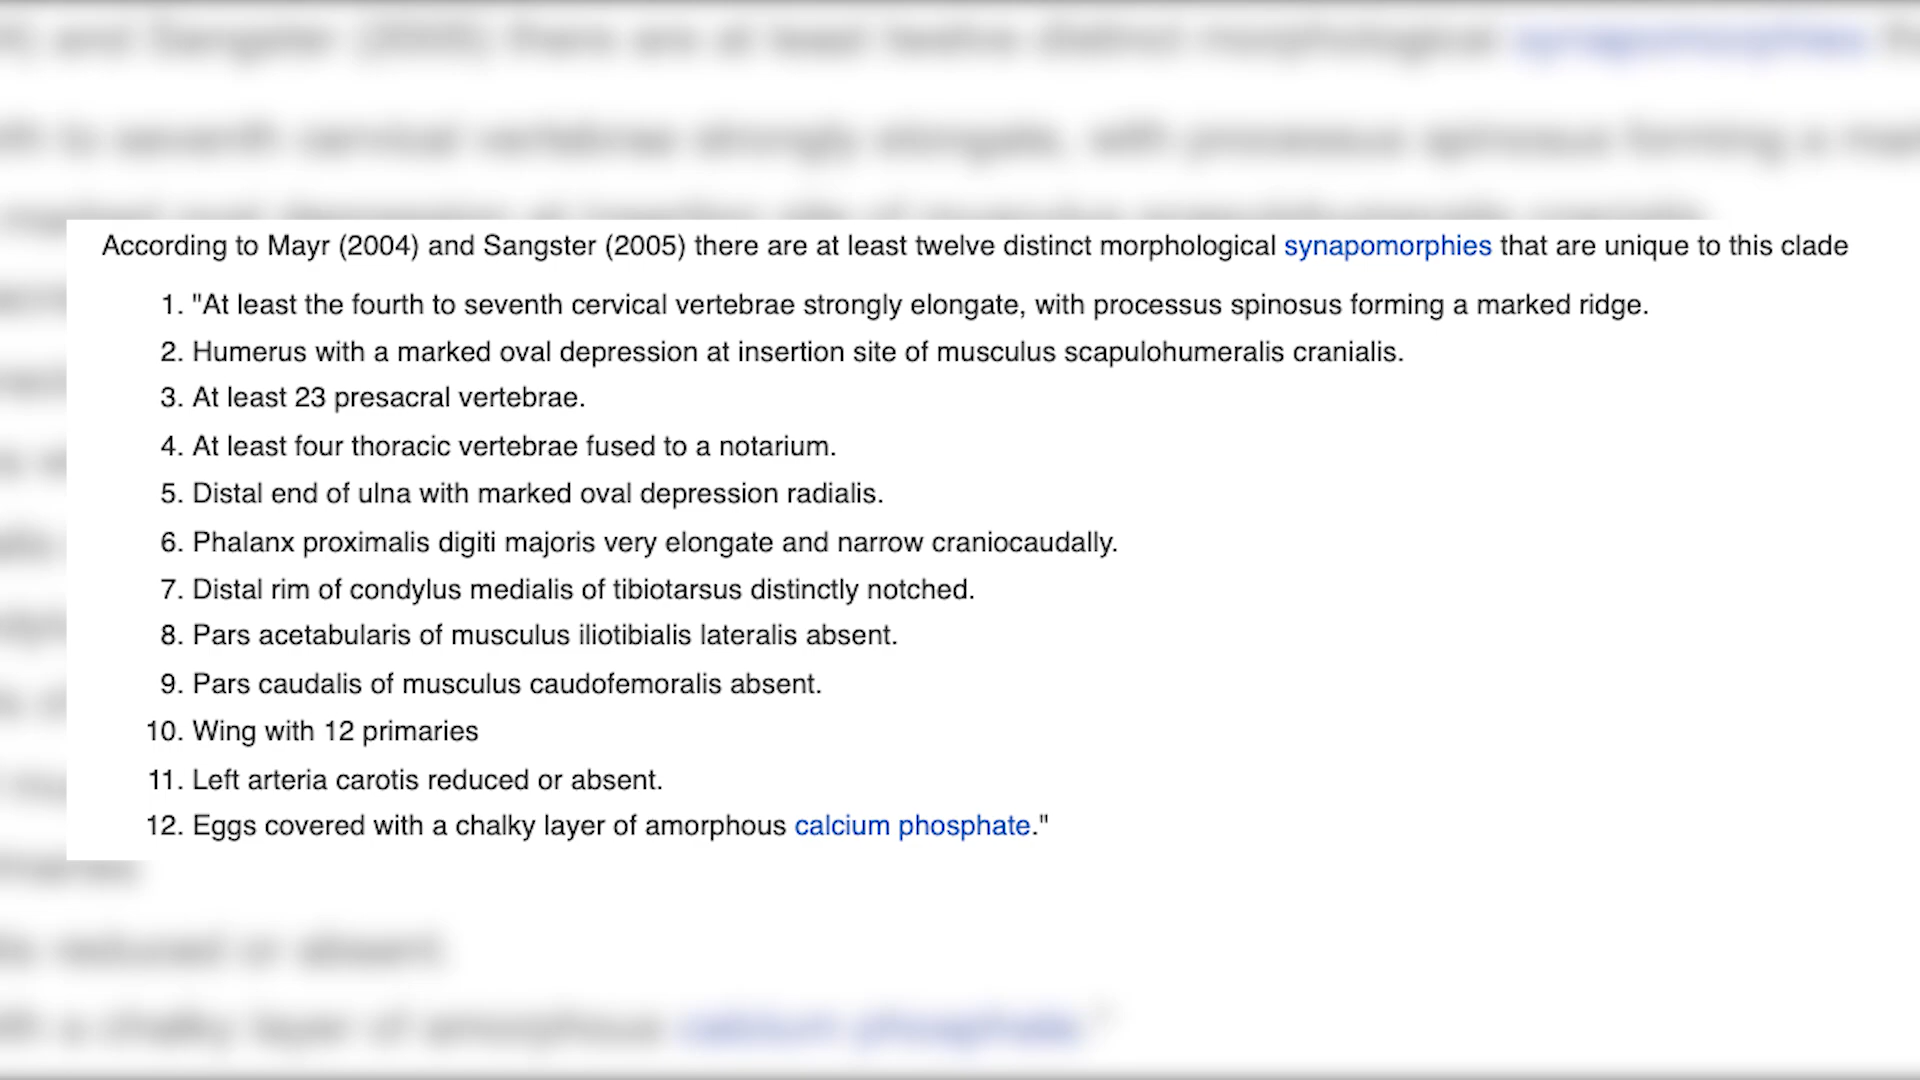 According to Mayr (2004) and Sangster (2005) there are at least twelve distinct morphological synapomorphies that are unique to this clade
1. "At least the fourth to seventh cervical vertebrae strongly elongate, with processus spinosus forming a marked ridge.
2. Humerus with a marked oval depression at insertion site of musculus scapulohumeralis cranialis.
3. At least 23 presacral vertebrae.
4. At least four thoracic vertebrae fused to a notarium.
5. Distal end of ulna with marked oval depression radialis.
6. Phalanx proximalis digiti majoris very elongate and narrow craniocaudally.
7. Distal rim of condylus medialis of tibiotarsus distinctly notched.
8. Pars acetabularis of musculus iliotibialis lateralis absent.
9. Pars caudalis of musculus caudofemoralis absent.
10. Wing with 12 primaries
11. Left arteria carotis reduced or absent.
12. Eggs covered with a chalky layer of amorphous calcium phosphate."